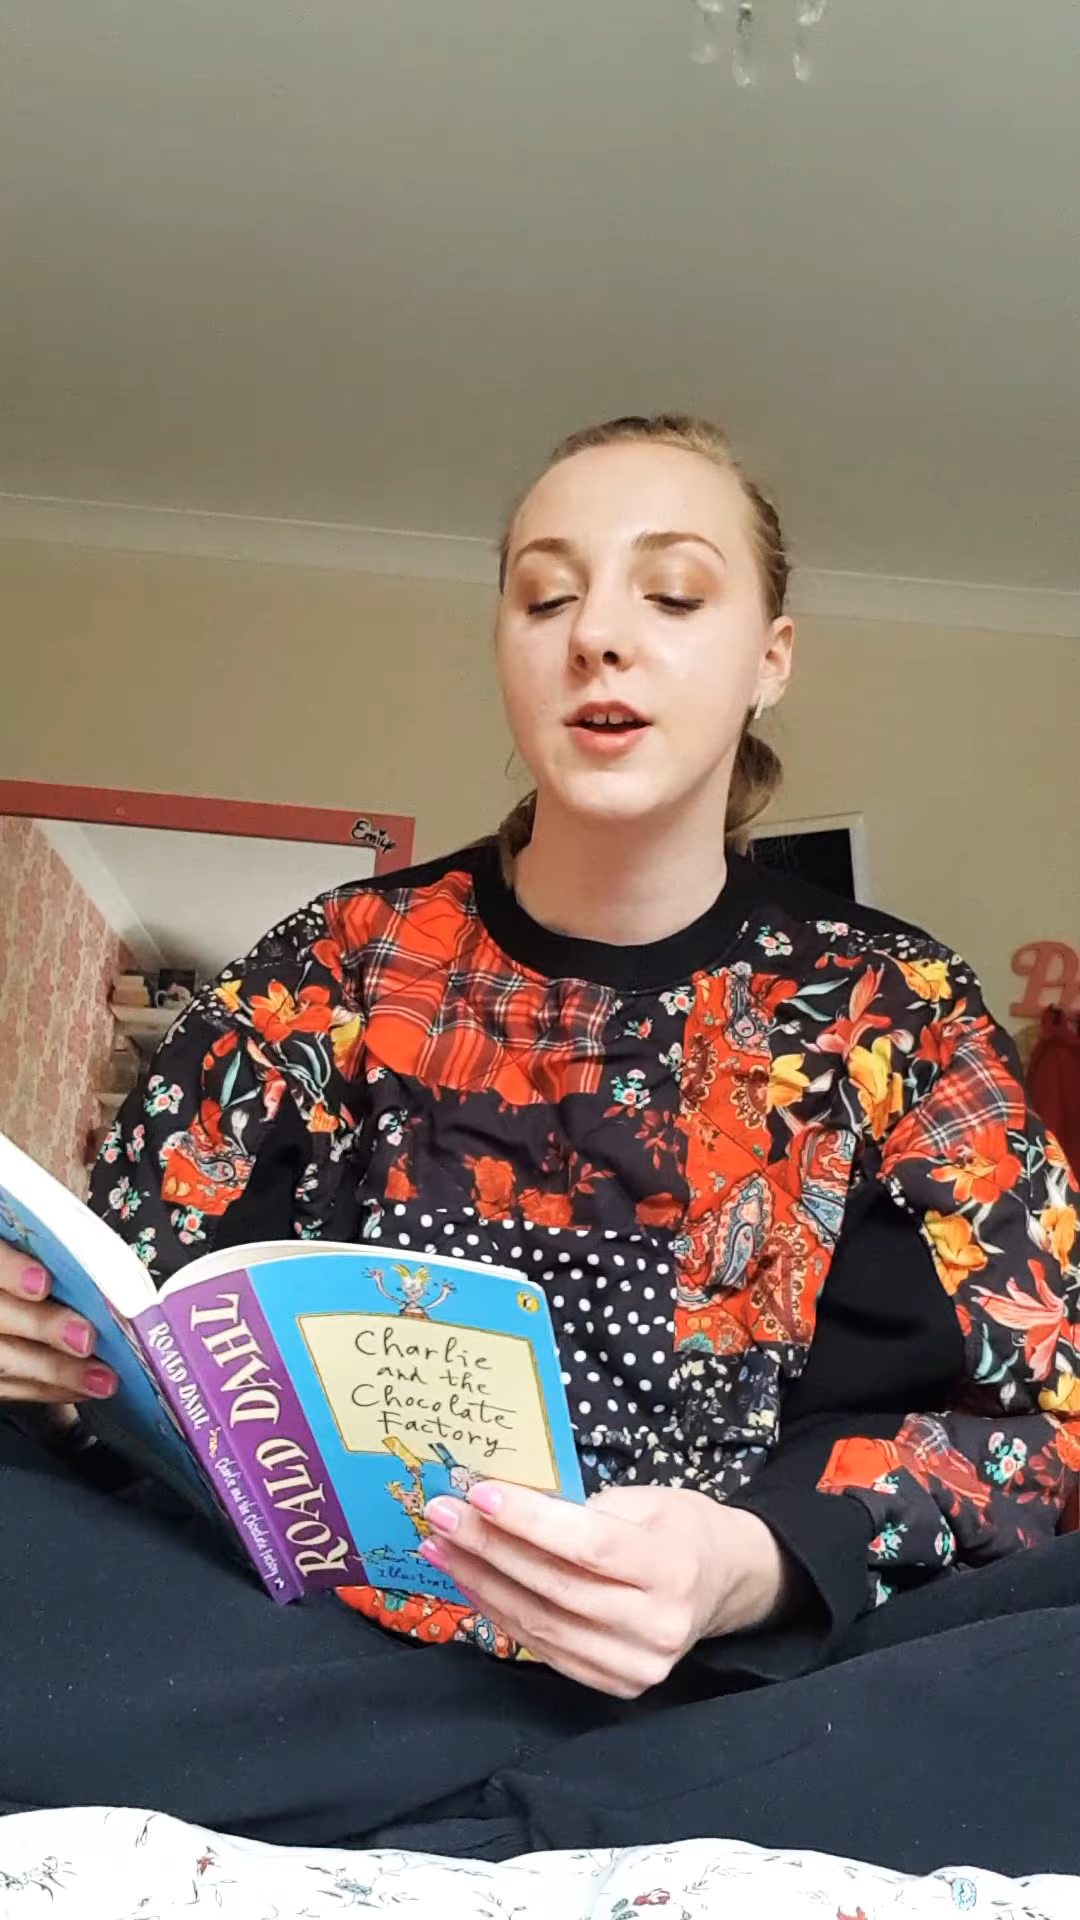 Emily
ROALD DAHL
Charlie and the Chocolate Factory
ROALD DAHL
Charlie
and the
Chocolate
Factory